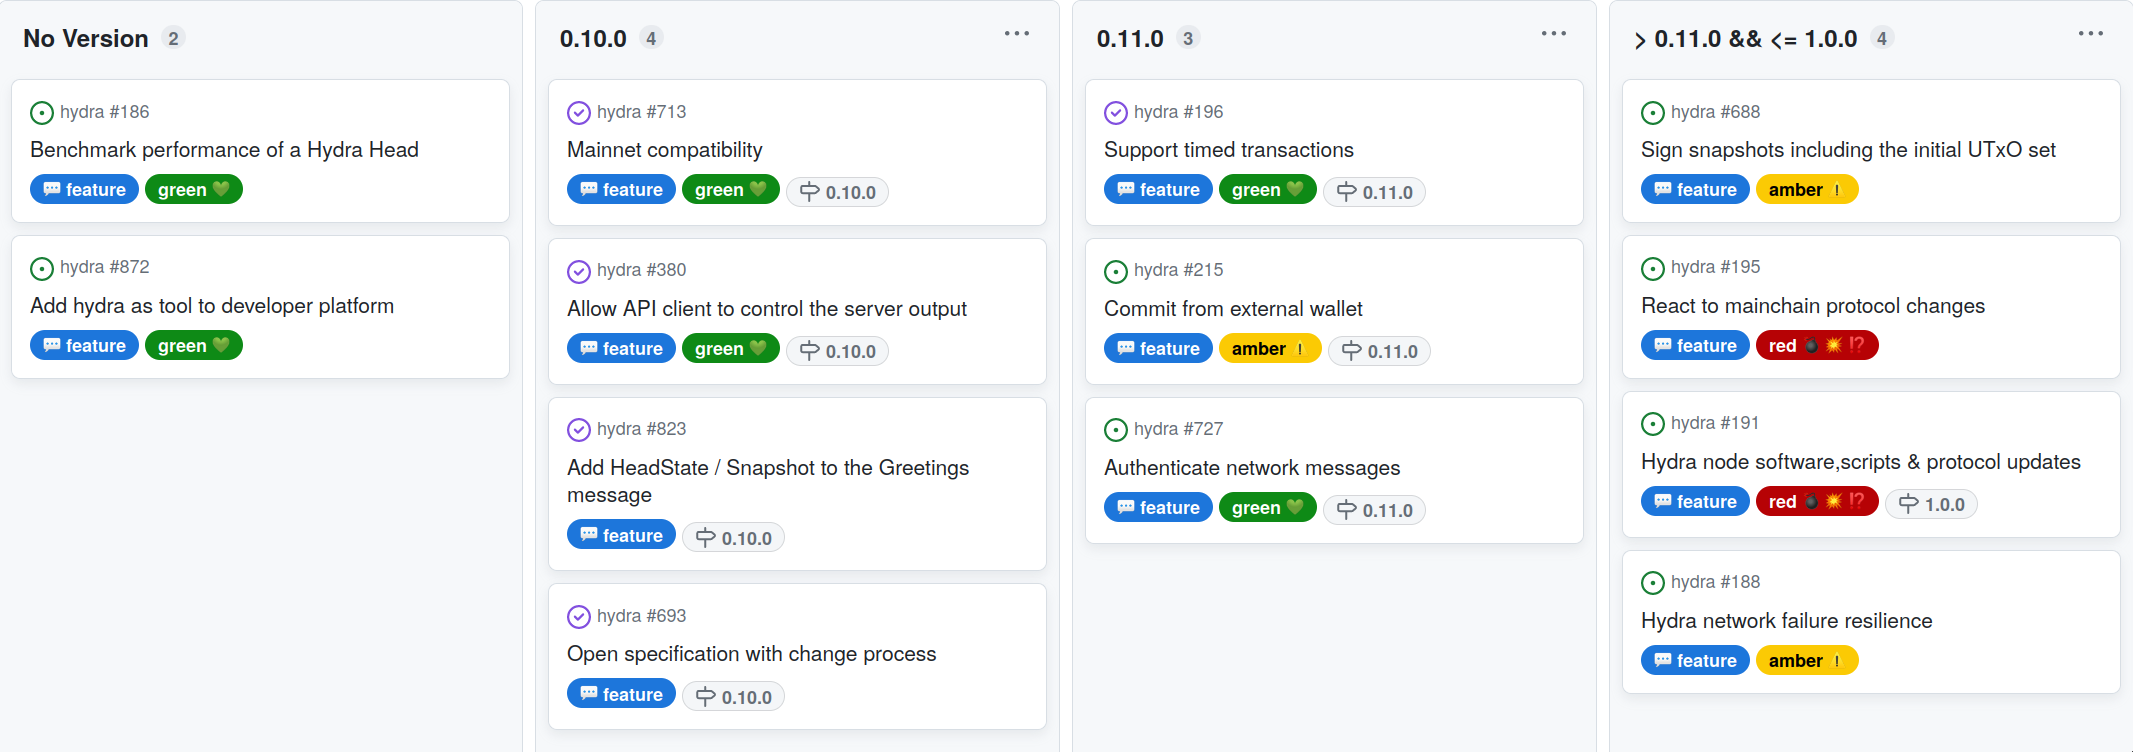 No Version 2
hydra #186
Benchmark performance of a Hydra Head
feature green
hydra #872
Add hydra as tool to developer platform
feature green
0.10.0 4
hydra #713
Mainnet compatibility
feature green 0.10.0
hydra #380
Allow API client to control the server output
feature green 0.10.0
hydra #823
Add HeadState / Snapshot to the Greetings
message
feature 0.10.0
hydra #693
Open specification with change process
feature 0.10.0
0.11.0 3
hydra #196
Support timed transactions
feature green 0.11.0
hydra #215
Commit from external wallet
feature amber 0.11.0
hydra #727
Authenticate network messages
feature green 0.11.0
> 0.11.0 && <= 1.0.0 4
hydra #688
Sign snapshots including the initial UTxO set
feature amber
hydra #195
React to mainchain protocol changes
feature red ⁉
hydra #191
Hydra node software,scripts & protocol updates
feature red ⁉ 1.0.0
hydra #188
Hydra network failure resilience
feature amber